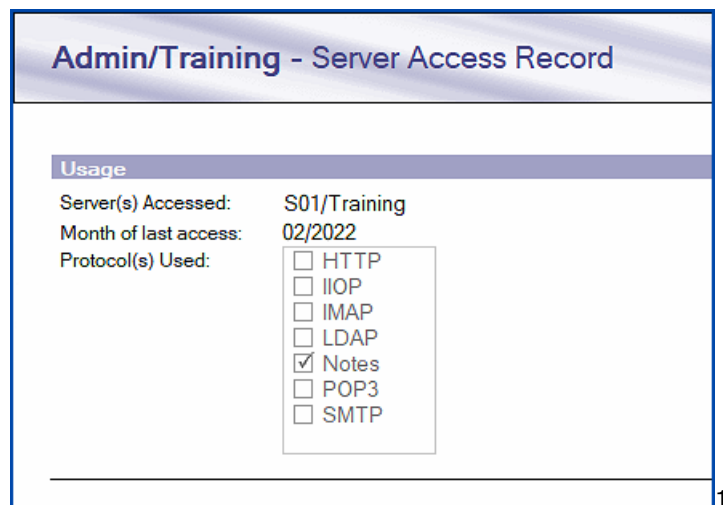 Admin/Training - Server Access Record
Usage
Server(s) Accessed: S01/Training
Month of last access: 02/2022
Protocol(s) Used:
HTTP
IIOP
IMAP
LDAP
Notes
POP3
SMTP
1